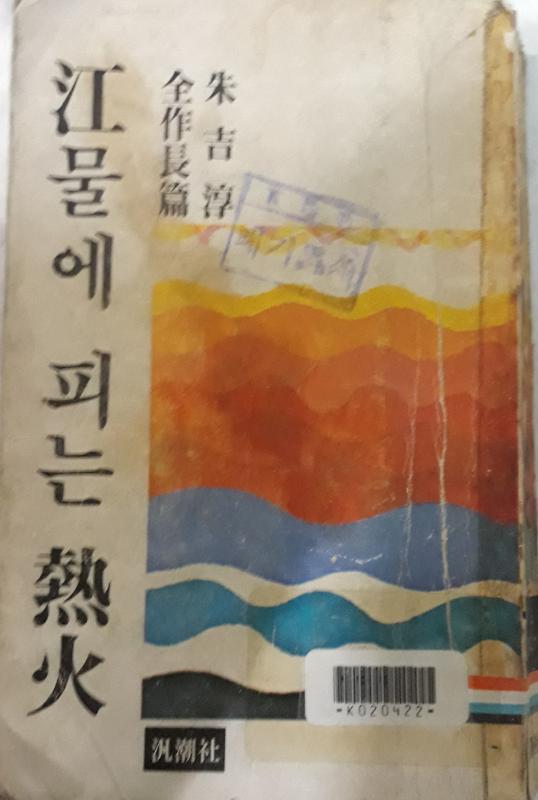 江물에 피는 熱火
朱吉淳
全作長篇
汎潮社
-K020422-